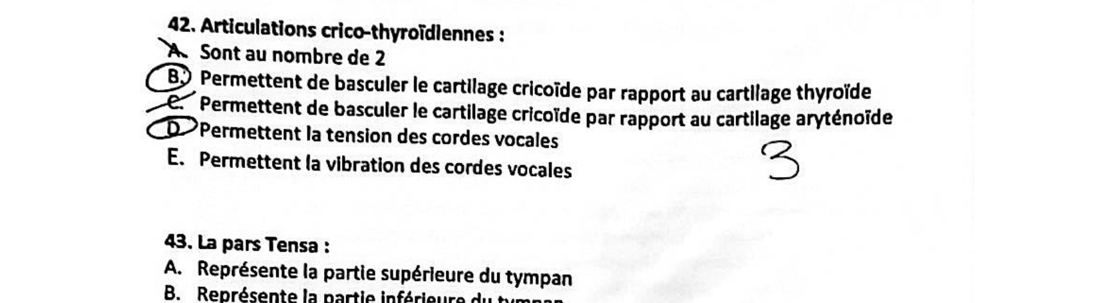 42. Articulations crico-thyroïdiennes :
A. Sont au nombre de 2
B. Permettent de basculer le cartilage cricoïde par rapport au cartilage thyroïde
C. Permettent de basculer le cartilage cricoïde par rapport au cartilage aryténoïde
D. Permettent la tension des cordes vocales
E. Permettent la vibration des cordes vocales
3
43. La pars Tensa :
A. Représente la partie supérieure du tympan
B. Représente la partie inférieure du tympan